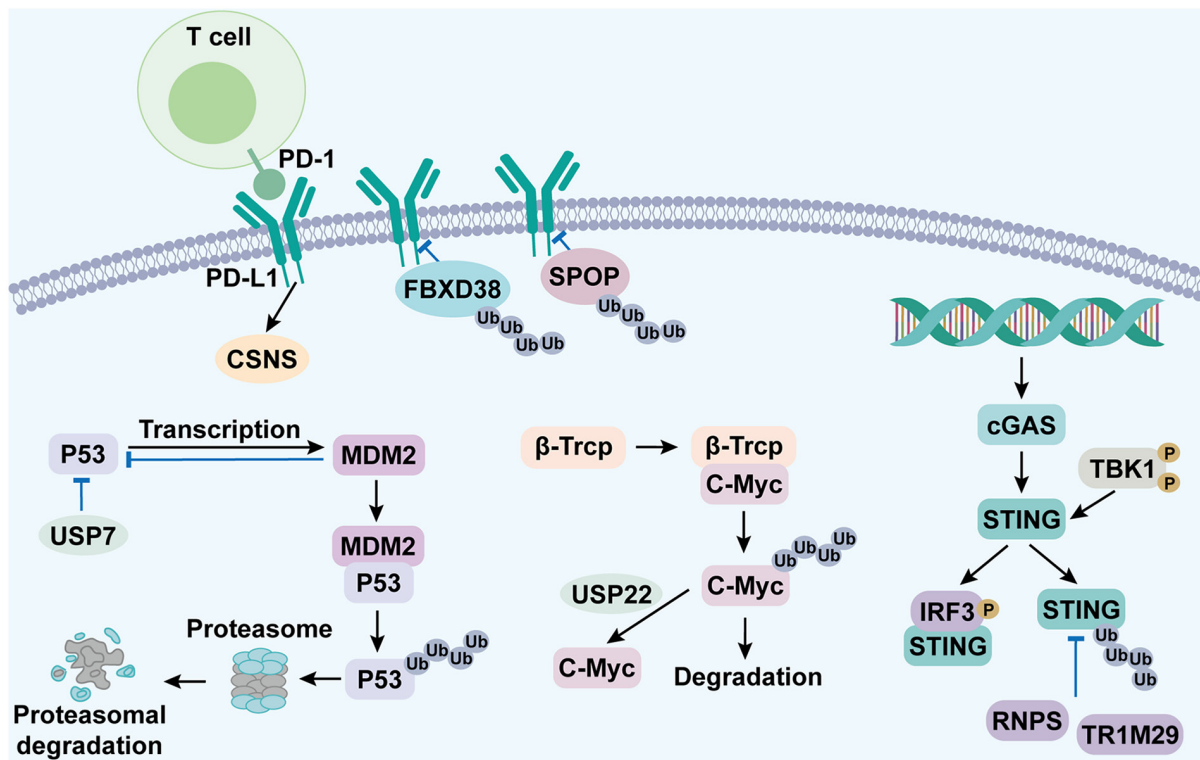 T cell
PD-1
PD-L1
CSNS
FBXD38
Ub
Ub
Ub
Ub
SPOP
Ub
Ub
Ub
Ub
P53
Transcription
MDM2
USP7
MDM2
P53
P53
Ub
Ub
Ub
Ub
Proteasome
Proteasomal
degradation
β-Trcp
β-Trcp
C-Myc
C-Myc
Ub
Ub
Ub
Ub
USP22
C-Myc
Degradation
cGAS
STING
TBK1
P
P
IRF3
P
STING
STING
Ub
Ub
Ub
Ub
RNPS
TR1M29